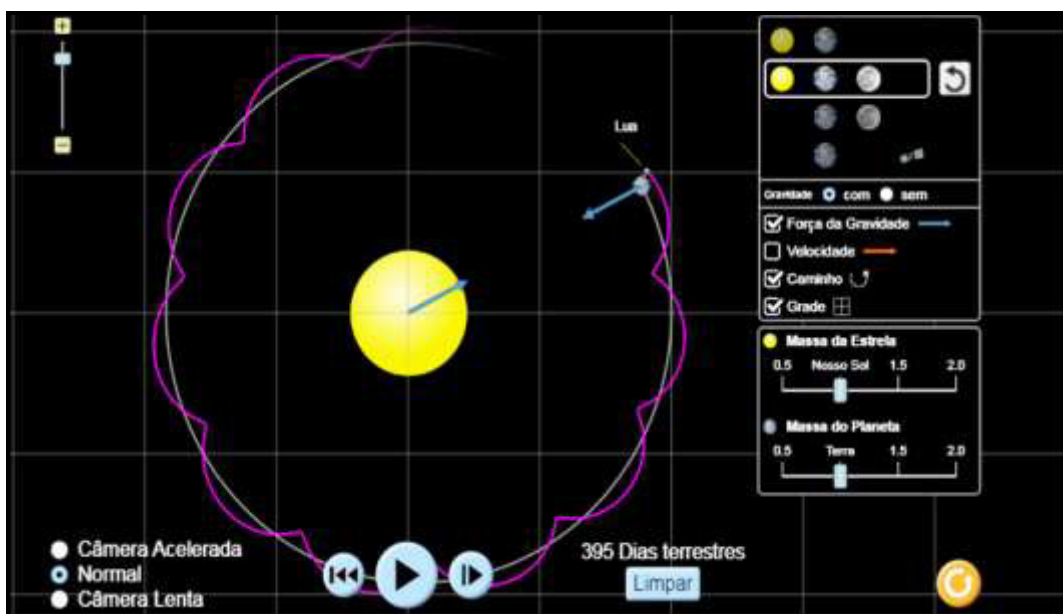 +
Lua
−
Gravidade com sem
Força da Gravidade
Velocidade
Caminho
Grade
Massa da Estrela
0.5 Nosso Sol 1.5 2.0
Massa do Planeta
0.5 Terra 1.5 2.0
Câmera Acelerada
Normal
Câmera Lenta
395 Dias terrestres
Limpar